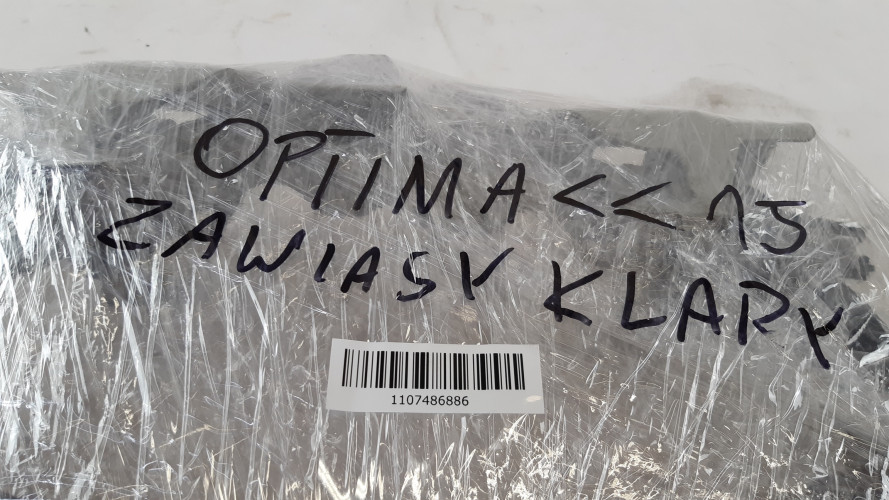 OPTIMA << 15
ZAWIASY KLAPY
1107486886